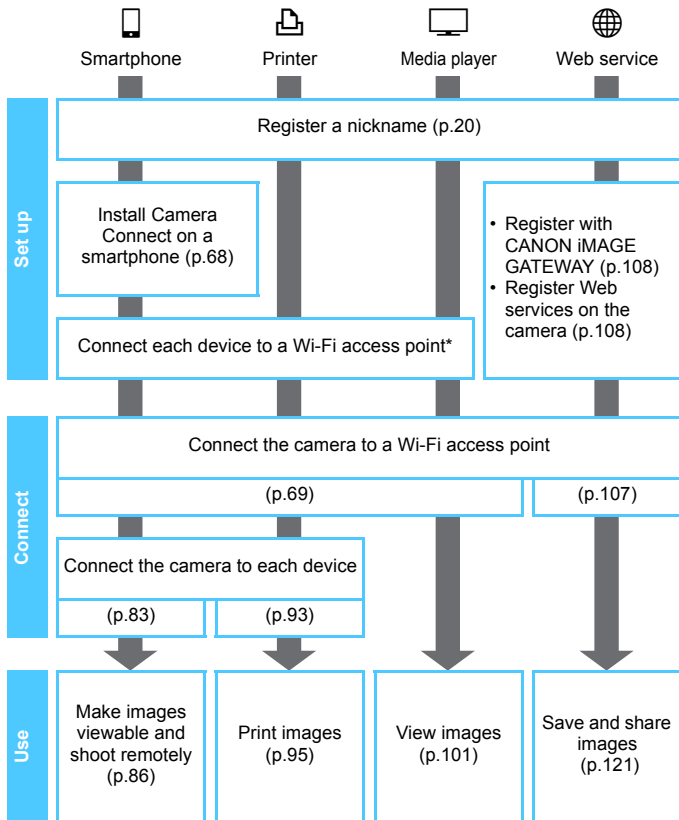 Smartphone
Printer
Media player
Web service
Set up
Register a nickname (p.20)
Install Camera
Connect on a
smartphone (p.68)
• Register with
CANON iMAGE
GATEWAY (p.108)
• Register Web
services on the
camera (p.108)
Connect each device to a Wi-Fi access point*
Connect
Connect the camera to a Wi-Fi access point
(p.69)
(p.107)
Connect the camera to each device
(p.83)
(p.93)
Use
Make images
viewable and
shoot remotely
(p.86)
Print images
(p.95)
View images
(p.101)
Save and share
images
(p.121)